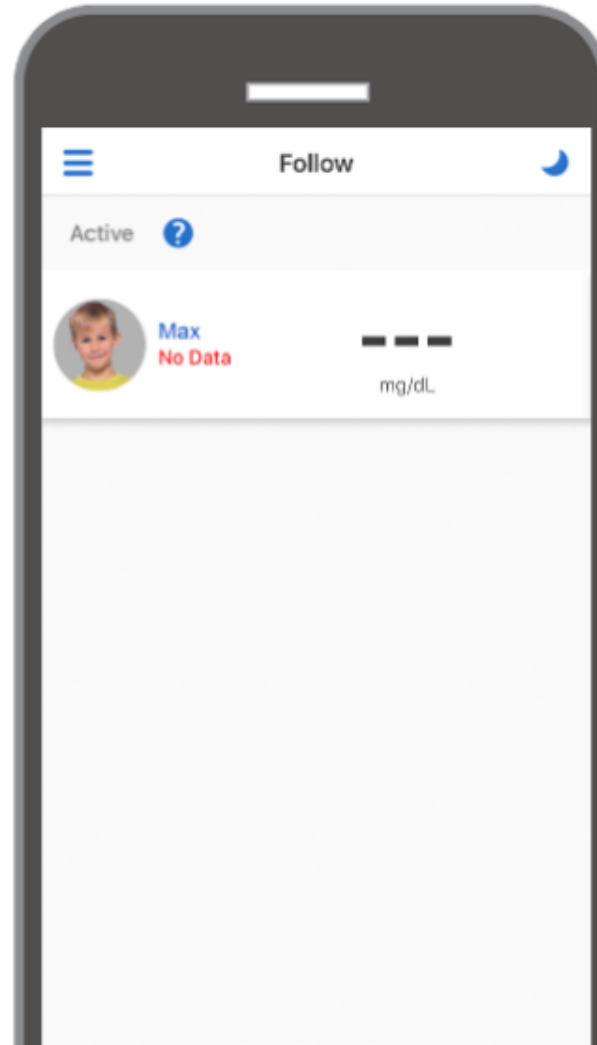 Follow
Active ?
Max
No Data
---
mg/dL